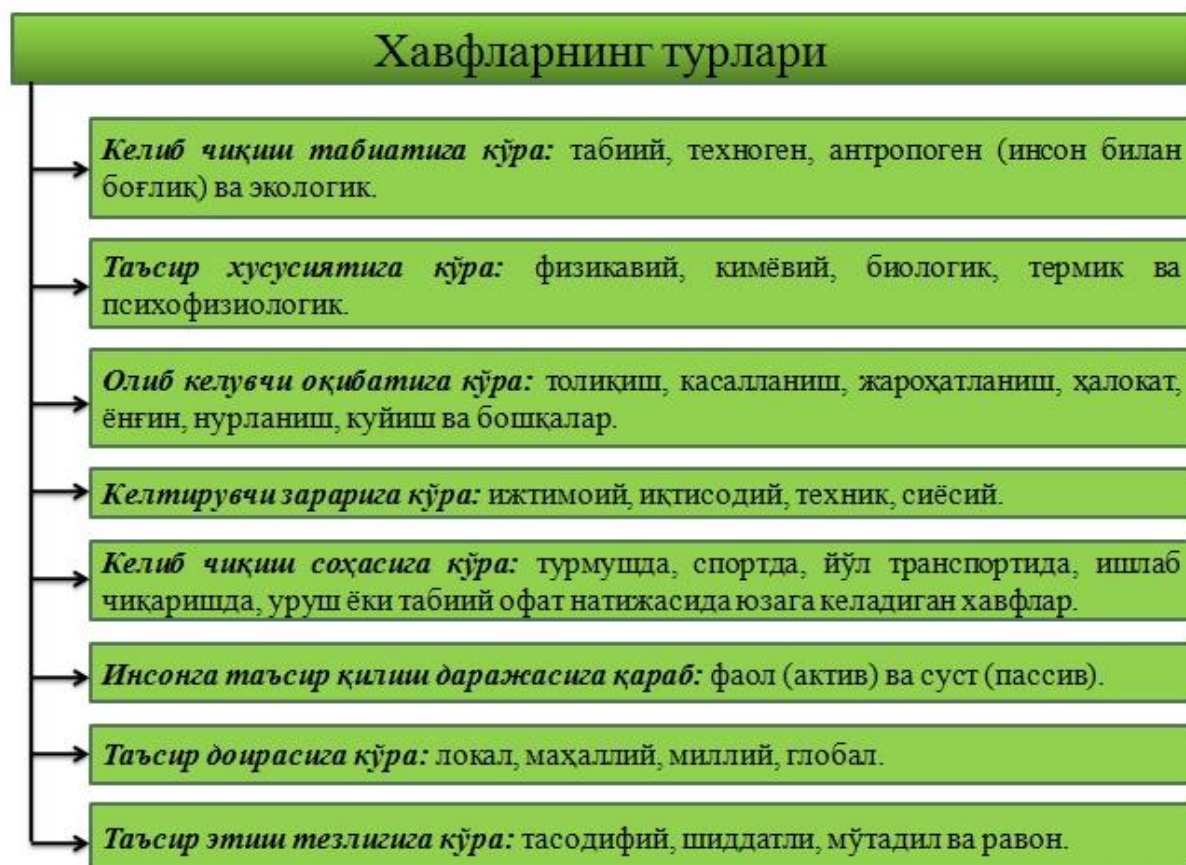 Хавфларнинг турлари
Келиб чиқиш табиатига кўра: табиий, техноген, антропоген (инсон билан
боғлиқ) ва экологик.
Таъсир хусусиятига кўра: физикавий, кимёвий, биологик, термик ва
психофизиологик.
Олиб келувчи оқибатига кўра: толиқиш, касалланиш, жароҳатланиш, ҳалокат,
ёнғин, нурланиш, куйиш ва бошқалар.
Келтирувчи зарарига кўра: ижтимоий, иқтисодий, техник, сиёсий.
Келиб чиқиш соҳасига кўра: турмушда, спортда, йўл транспортида, ишлаб
чиқаришда, уруш ёки табиий офат натижасида юзага келадиган хавфлар.
Инсонга таъсир қилиш даражасига қараб: фаол (актив) ва суст (пассив).
Таъсир доирасига кўра: локал, маҳаллий, миллий, глобал.
Таъсир этиш тезлигига кўра: тасодифий, шиддатли, мўтадил ва равон.